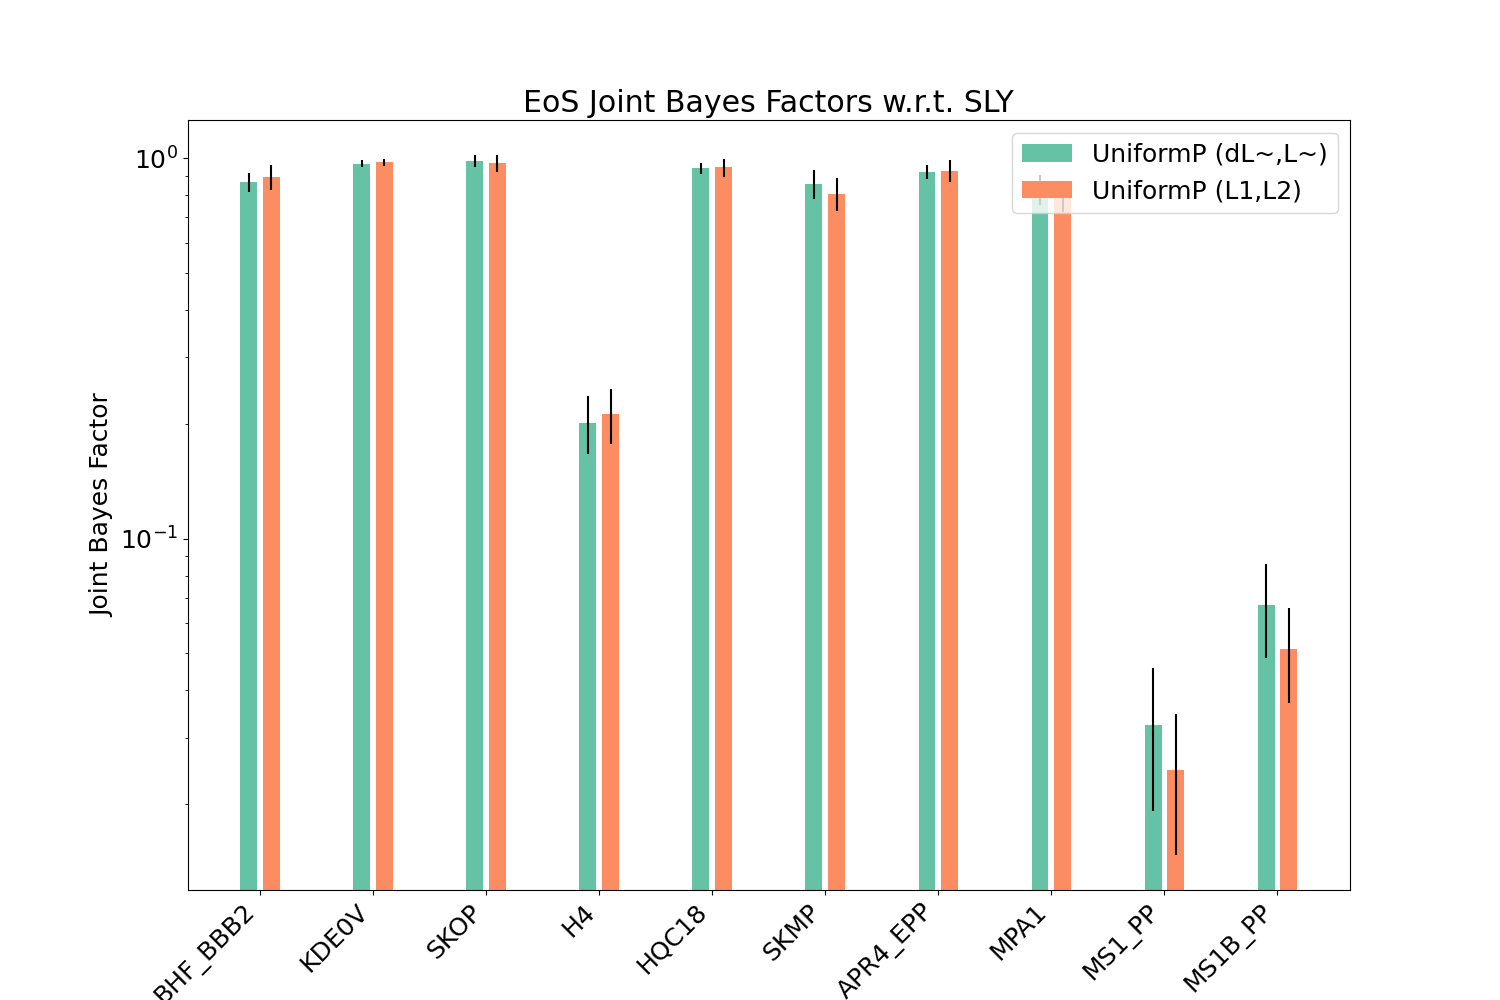 EoS Joint Bayes Factors w.r.t. SLY
UniformP (dL~,L~)
UniformP (L1,L2)
Joint Bayes Factor
10⁰
10⁻¹
BHF_BBB2
KDE0V
SKOP
H4
HQC18
SKMP
APR4_EPP
MPA1
MS1_PP
MS1B_PP